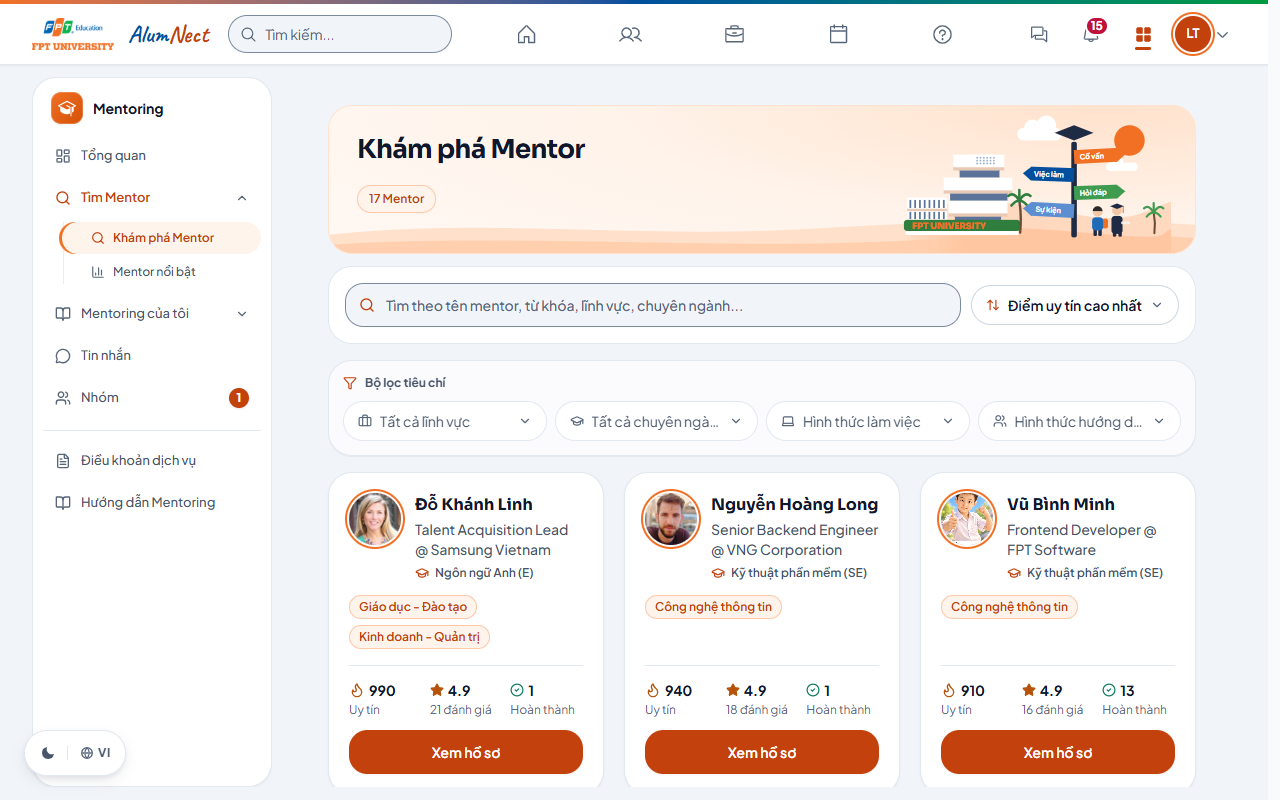 FPT Education
FPT UNIVERSITY
AlumNect
Tìm kiếm...
15
LT
Mentoring
Tổng quan
Tìm Mentor
Khám phá Mentor
Mentor nổi bật
Mentoring của tôi
Tin nhắn
Nhóm
1
Điều khoản dịch vụ
Hướng dẫn Mentoring
VI
Khám phá Mentor
17 Mentor
Cố vấn
Việc làm
Hỏi đáp
Sự kiện
FPT UNIVERSITY
Tìm theo tên mentor, từ khóa, lĩnh vực, chuyên ngành...
Điểm uy tín cao nhất
Bộ lọc tiêu chí
Tất cả lĩnh vực
Tất cả chuyên ngà...
Hình thức làm việc
Hình thức hướng d...
Đỗ Khánh Linh
Talent Acquisition Lead
@ Samsung Vietnam
Ngôn ngữ Anh (E)
Giáo dục - Đào tạo
Kinh doanh - Quản trị
990
4.9
1
Uy tín
21 đánh giá
Hoàn thành
Xem hồ sơ
Nguyễn Hoàng Long
Senior Backend Engineer
@ VNG Corporation
Kỹ thuật phần mềm (SE)
Công nghệ thông tin
940
4.9
1
Uy tín
18 đánh giá
Hoàn thành
Xem hồ sơ
Vũ Bình Minh
Frontend Developer @
FPT Software
Kỹ thuật phần mềm (SE)
Công nghệ thông tin
910
4.9
13
Uy tín
16 đánh giá
Hoàn thành
Xem hồ sơ